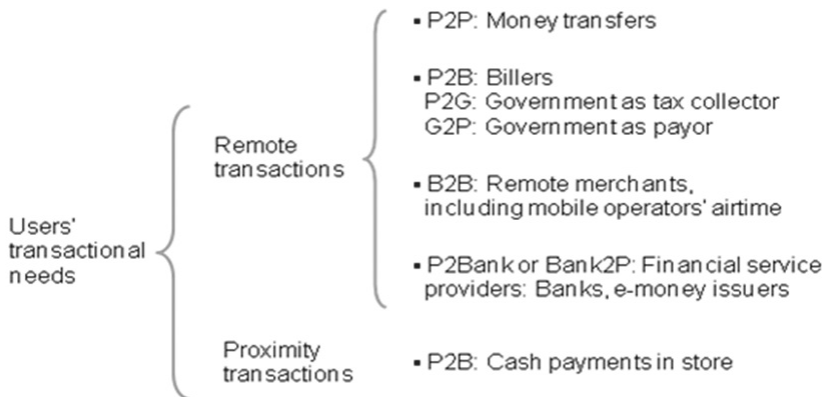 Users'
transactional
needs
Remote
transactions
▪ P2P: Money transfers
▪ P2B: Billers
P2G: Government as tax collector
G2P: Government as payor
▪ B2B: Remote merchants,
including mobile operators' airtime
▪ P2Bank or Bank2P: Financial service
providers: Banks, e-money issuers
Proximity
transactions
▪ P2B: Cash payments in store